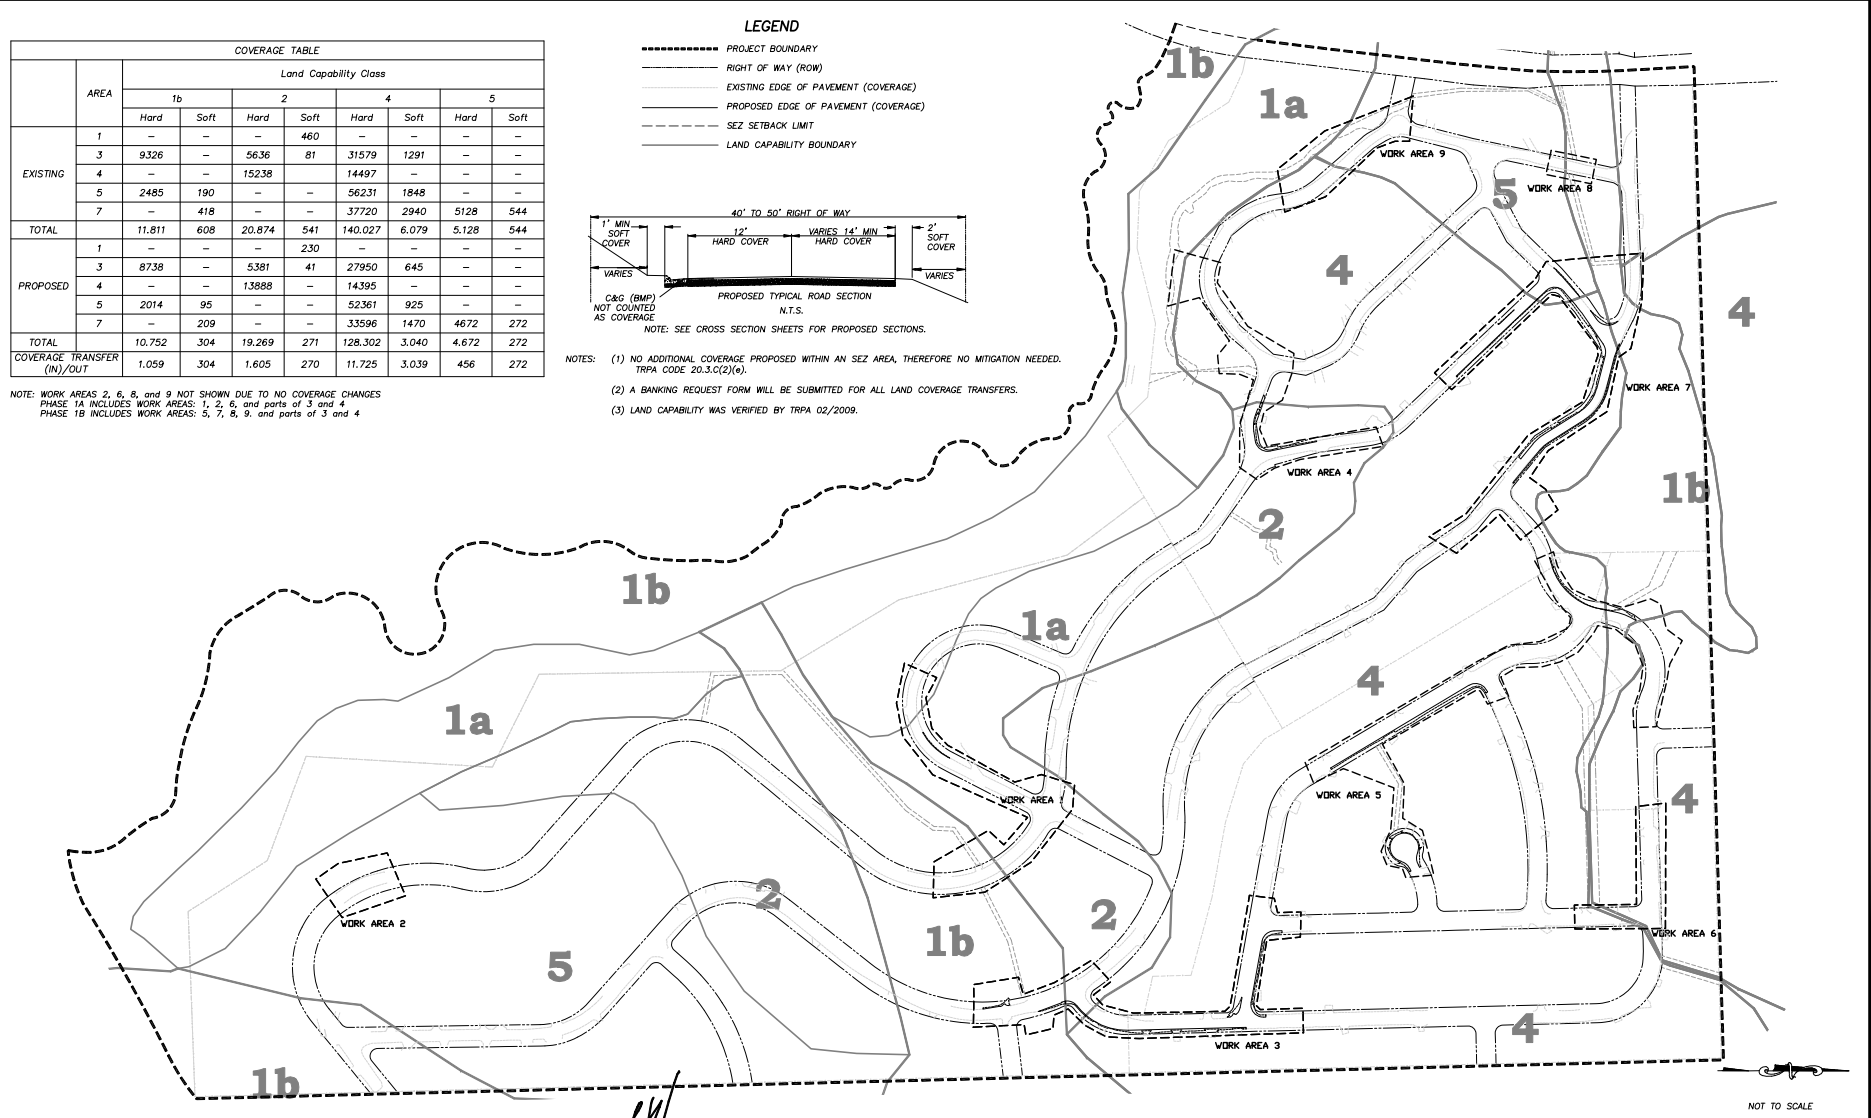 COVERAGE TABLE
AREA
Land Capability Class
1b 2 4 5
Hard Soft Hard Soft Hard Soft Hard Soft
EXISTING
1 – – – 460 – – – –
3 9326 – 5636 81 31579 1291 – –
4 – – 15238 14497 – –
5 2485 190 – – 56231 1848 – –
7 – 418 – – 37720 2940 5128 544
TOTAL 11.811 608 20.874 541 140.027 6.079 5.128 544
PROPOSED
1 – – – 230 – – – –
3 8738 – 5381 41 27950 645 – –
4 – – 13888 14395 – –
5 2014 95 – – 52361 925 – –
7 – 209 – – 33596 1470 4672 272
TOTAL 10.752 304 19.269 271 128.302 3.040 4.672 272
COVERAGE TRANSFER
(IN)/OUT 1.059 304 1.605 270 11.725 3.039 456 272
NOTE: WORK AREAS 2, 6, 8, and 9 NOT SHOWN DUE TO NO COVERAGE CHANGES
PHASE 1A INCLUDES WORK AREAS: 1, 2, 6, and parts of 3 and 4
PHASE 1B INCLUDES WORK AREAS: 5, 7, 8, 9. and parts of 3 and 4
LEGEND
PROJECT BOUNDARY
RIGHT OF WAY (ROW)
EXISTING EDGE OF PAVEMENT (COVERAGE)
PROPOSED EDGE OF PAVEMENT (COVERAGE)
SEZ SETBACK LIMIT
LAND CAPABILITY BOUNDARY
40' TO 50' RIGHT OF WAY
1' MIN
SOFT
COVER
12'
HARD COVER
VARIES 14' MIN
HARD COVER
2'
SOFT
COVER
VARIES
VARIES
C&G (BMP)
NOT COUNTED
AS COVERAGE
PROPOSED TYPICAL ROAD SECTION
N.T.S.
NOTE: SEE CROSS SECTION SHEETS FOR PROPOSED SECTIONS.
NOTES: (1) NO ADDITIONAL COVERAGE PROPOSED WITHIN AN SEZ AREA, THEREFORE NO MITIGATION NEEDED.
TRPA CODE 20.3.C(2)(e).
(2) A BANKING REQUEST FORM WILL BE SUBMITTED FOR ALL LAND COVERAGE TRANSFERS.
(3) LAND CAPABILITY WAS VERIFIED BY TRPA 02/2009.
1b
1a
WORK AREA 9
5
WORK AREA 8
4
4
WORK AREA 7
WORK AREA 4
1b
2
1b
1a
4
1a
WORK AREA 5
4
WORK AREA
2
WORK AREA 2
2
1b
WORK AREA 6
5
4
WORK AREA 3
1b
NOT TO SCALE